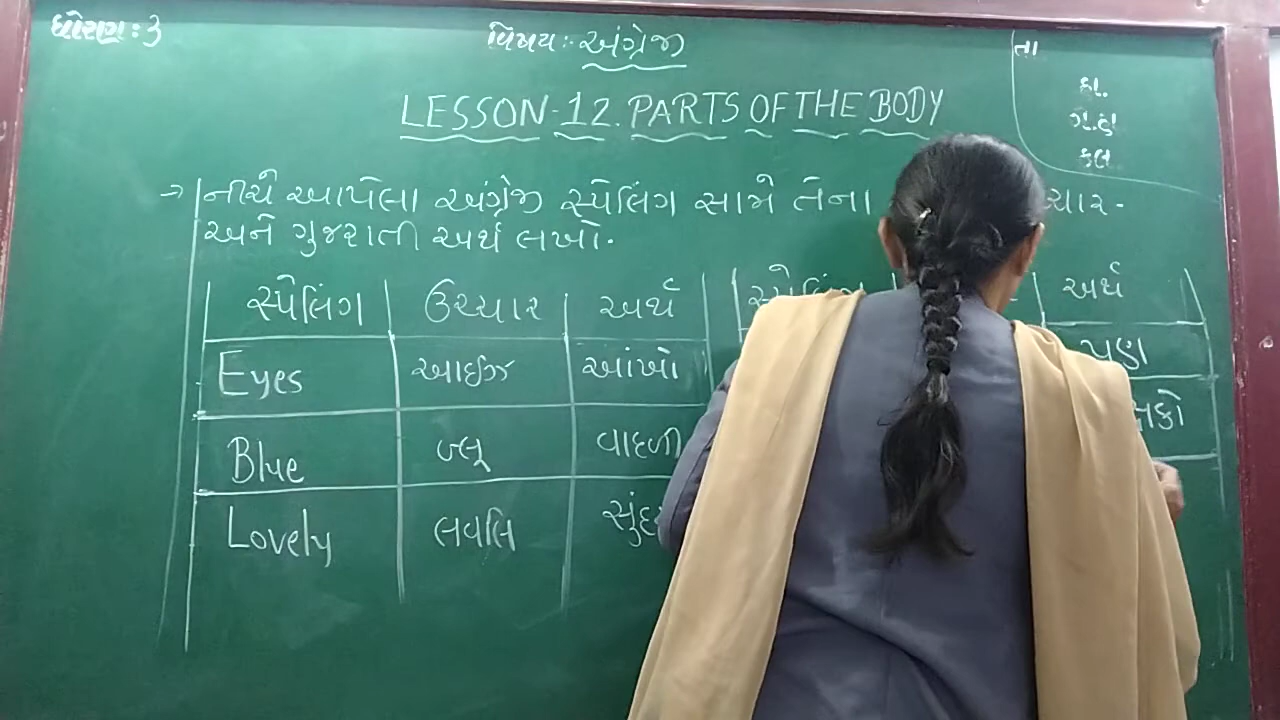 ધોરણ: 3
વિષય:- અંગ્રેજી
તા
LESSON-12. PARTS OF THE BODY
→ નીચે આપેલા અંગ્રેજી સ્પેલિંગ સામે તેના
અને ગુજરાતી અર્થ લખો.
સ્પેલિંગ ઉચ્ચાર અર્થ સ્પેલિંગ અર્થ
Eyes આઈઝ આંખો પણ
Blue બ્લૂ વાદળી
Lovely લવલિ